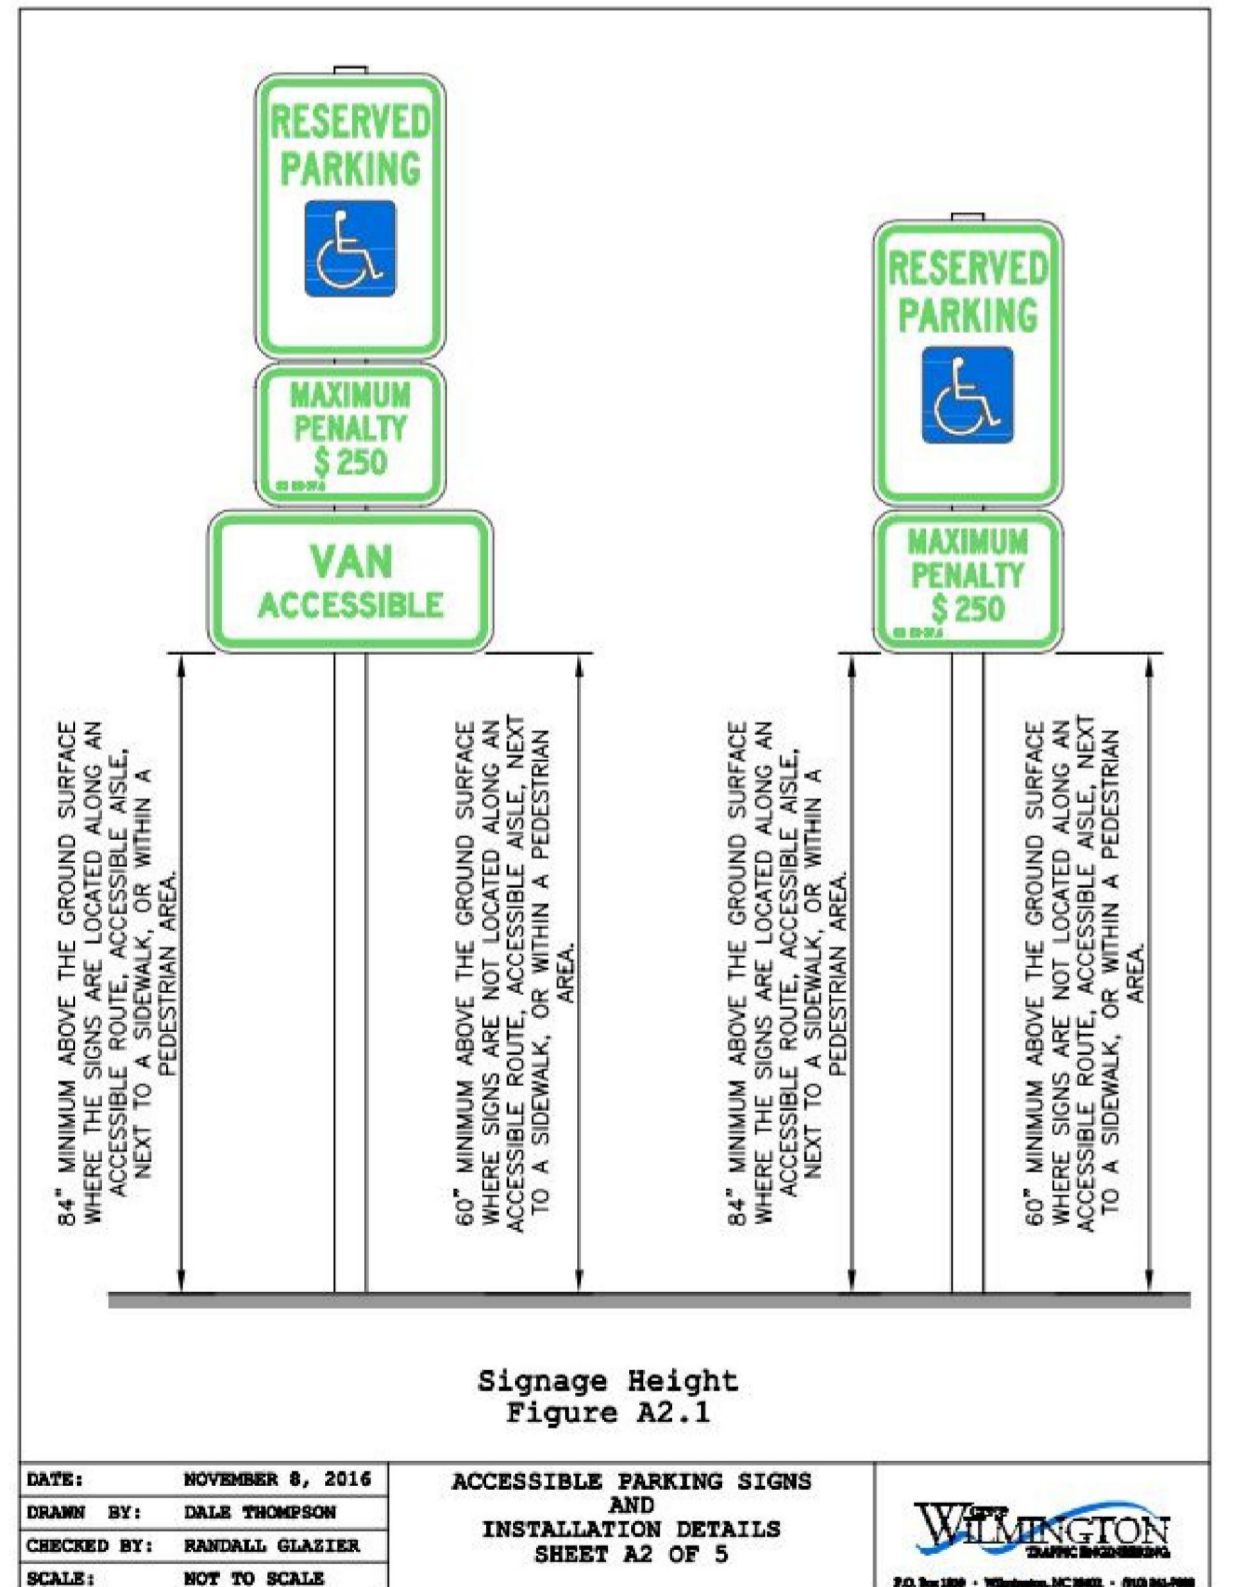 RESERVED
PARKING
MAXIMUM
PENALTY
$ 250
VAN
ACCESSIBLE
RESERVED
PARKING
MAXIMUM
PENALTY
$ 250
84" MINIMUM ABOVE THE GROUND SURFACE
WHERE THE SIGNS ARE LOCATED ALONG AN
ACCESSIBLE ROUTE, ACCESSIBLE AISLE,
NEXT TO A SIDEWALK, OR WITHIN A
PEDESTRIAN AREA.
60" MINIMUM ABOVE THE GROUND SURFACE
WHERE SIGNS ARE NOT LOCATED ALONG AN
ACCESSIBLE ROUTE, ACCESSIBLE AISLE, NEXT
TO A SIDEWALK, OR WITHIN A PEDESTRIAN
AREA.
84" MINIMUM ABOVE THE GROUND SURFACE
WHERE THE SIGNS ARE LOCATED ALONG AN
ACCESSIBLE ROUTE, ACCESSIBLE AISLE,
NEXT TO A SIDEWALK, OR WITHIN A
PEDESTRIAN AREA.
60" MINIMUM ABOVE THE GROUND SURFACE
WHERE SIGNS ARE NOT LOCATED ALONG AN
ACCESSIBLE ROUTE, ACCESSIBLE AISLE, NEXT
TO A SIDEWALK, OR WITHIN A PEDESTRIAN
AREA.
Signage Height
Figure A2.1
DATE: NOVEMBER 8, 2016
DRAWN BY: DALE THOMPSON
CHECKED BY: RANDALL GLAZIER
SCALE: NOT TO SCALE
ACCESSIBLE PARKING SIGNS
AND
INSTALLATION DETAILS
SHEET A2 OF 5
CITY OF
WILMINGTON
TRAFFIC ENGINEERING